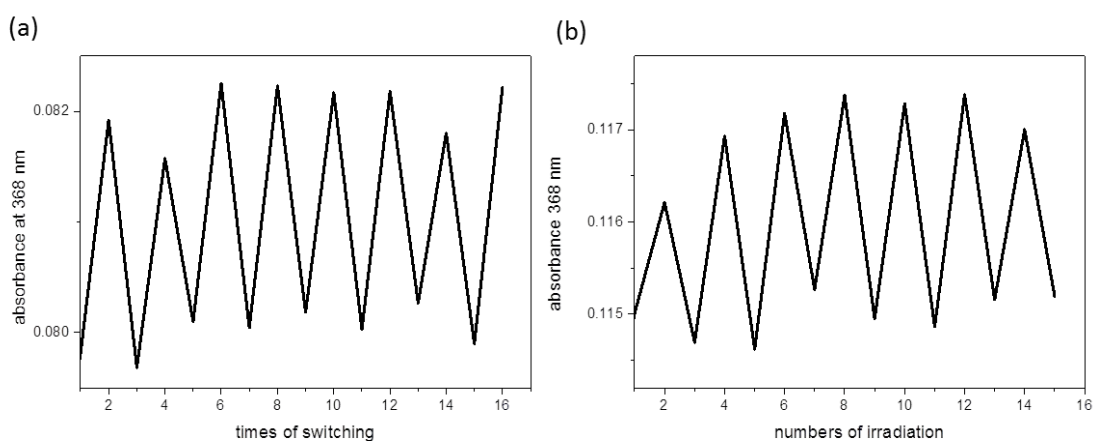 (a)
absorbance at 368 nm
0.082
0.080
2 4 6 8 10 12 14 16
times of switching
(b)
absorbance 368 nm
0.117
0.116
0.115
2 4 6 8 10 12 14 16
numbers of irradiation